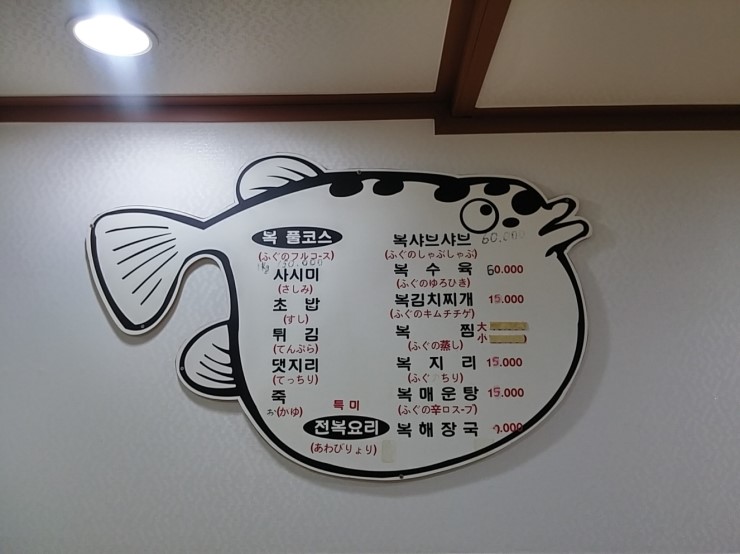 복 풀코스
(ふぐのフルコース)
사시미
(さしみ)
초 밥
(すし)
튀 김
(てんぷら)
댓지리
(てっちり)
죽
(かゆ)
특미
전복요리
(あわびりょり)
복샤브샤브 60.000
(ふぐのしゃぶしゃぶ)
복 수 육 60.000
(ふぐのゆろひき)
복김치찌개 15.000
(ふぐのキムチチゲ)
복 찜 大
小
(ふぐの蒸し)
복 지 리 15.000
(ふぐ ちり)
복 매 운 탕 15.000
(ふぐの辛ロスープ)
복 해 장 국